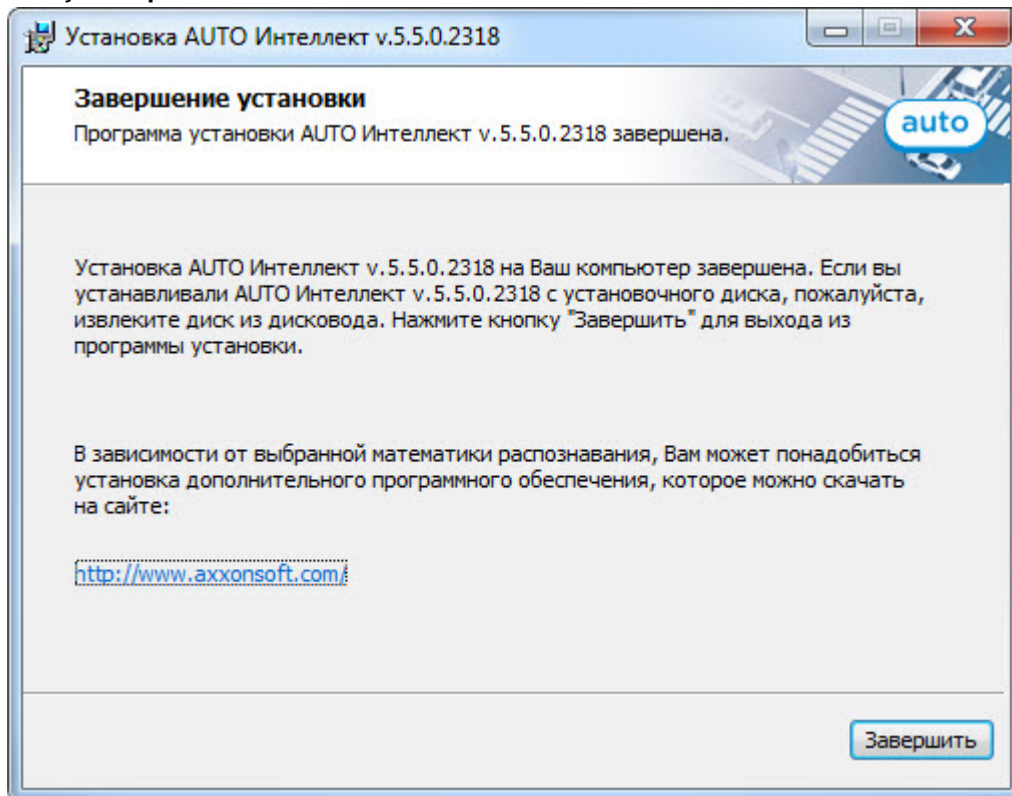 Установка AUTO Интеллект v.5.5.0.2318
Завершение установки
Программа установки AUTO Интеллект v.5.5.0.2318 завершена.
auto
Установка AUTO Интеллект v.5.5.0.2318 на Ваш компьютер завершена. Если вы
устанавливали AUTO Интеллект v.5.5.0.2318 с установочного диска, пожалуйста,
извлеките диск из дисковода. Нажмите кнопку "Завершить" для выхода из
программы установки.
В зависимости от выбранной математики распознавания, Вам может понадобиться
установка дополнительного программного обеспечения, которое можно скачать
на сайте:
http://www.axxonsoft.com/
Завершить